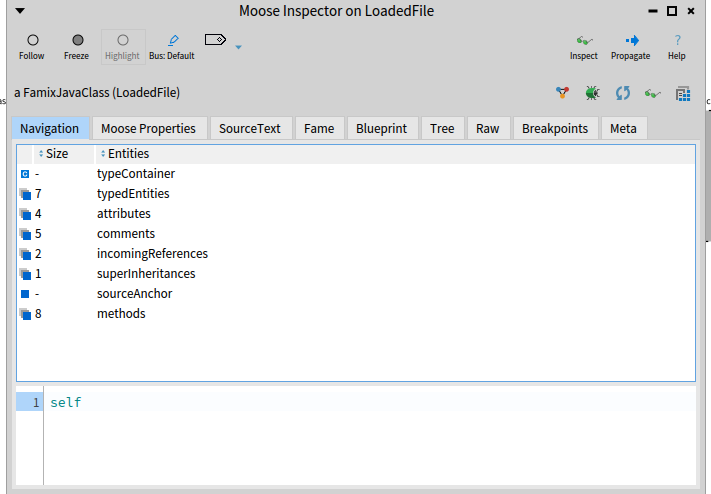 Moose Inspector on LoadedFile
Follow Freeze Highlight Bus: Default Inspect Propagate Help
a FamixJavaClass (LoadedFile)
Navigation Moose Properties SourceText Fame Blueprint Tree Raw Breakpoints Meta
Size Entities
- typeContainer
7 typedEntities
4 attributes
5 comments
2 incomingReferences
1 superInheritances
- sourceAnchor
8 methods
1 self